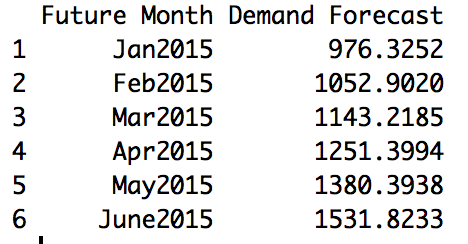 Future Month Demand Forecast
1 Jan2015 976.3252
2 Feb2015 1052.9020
3 Mar2015 1143.2185
4 Apr2015 1251.3994
5 May2015 1380.3938
6 June2015 1531.8233